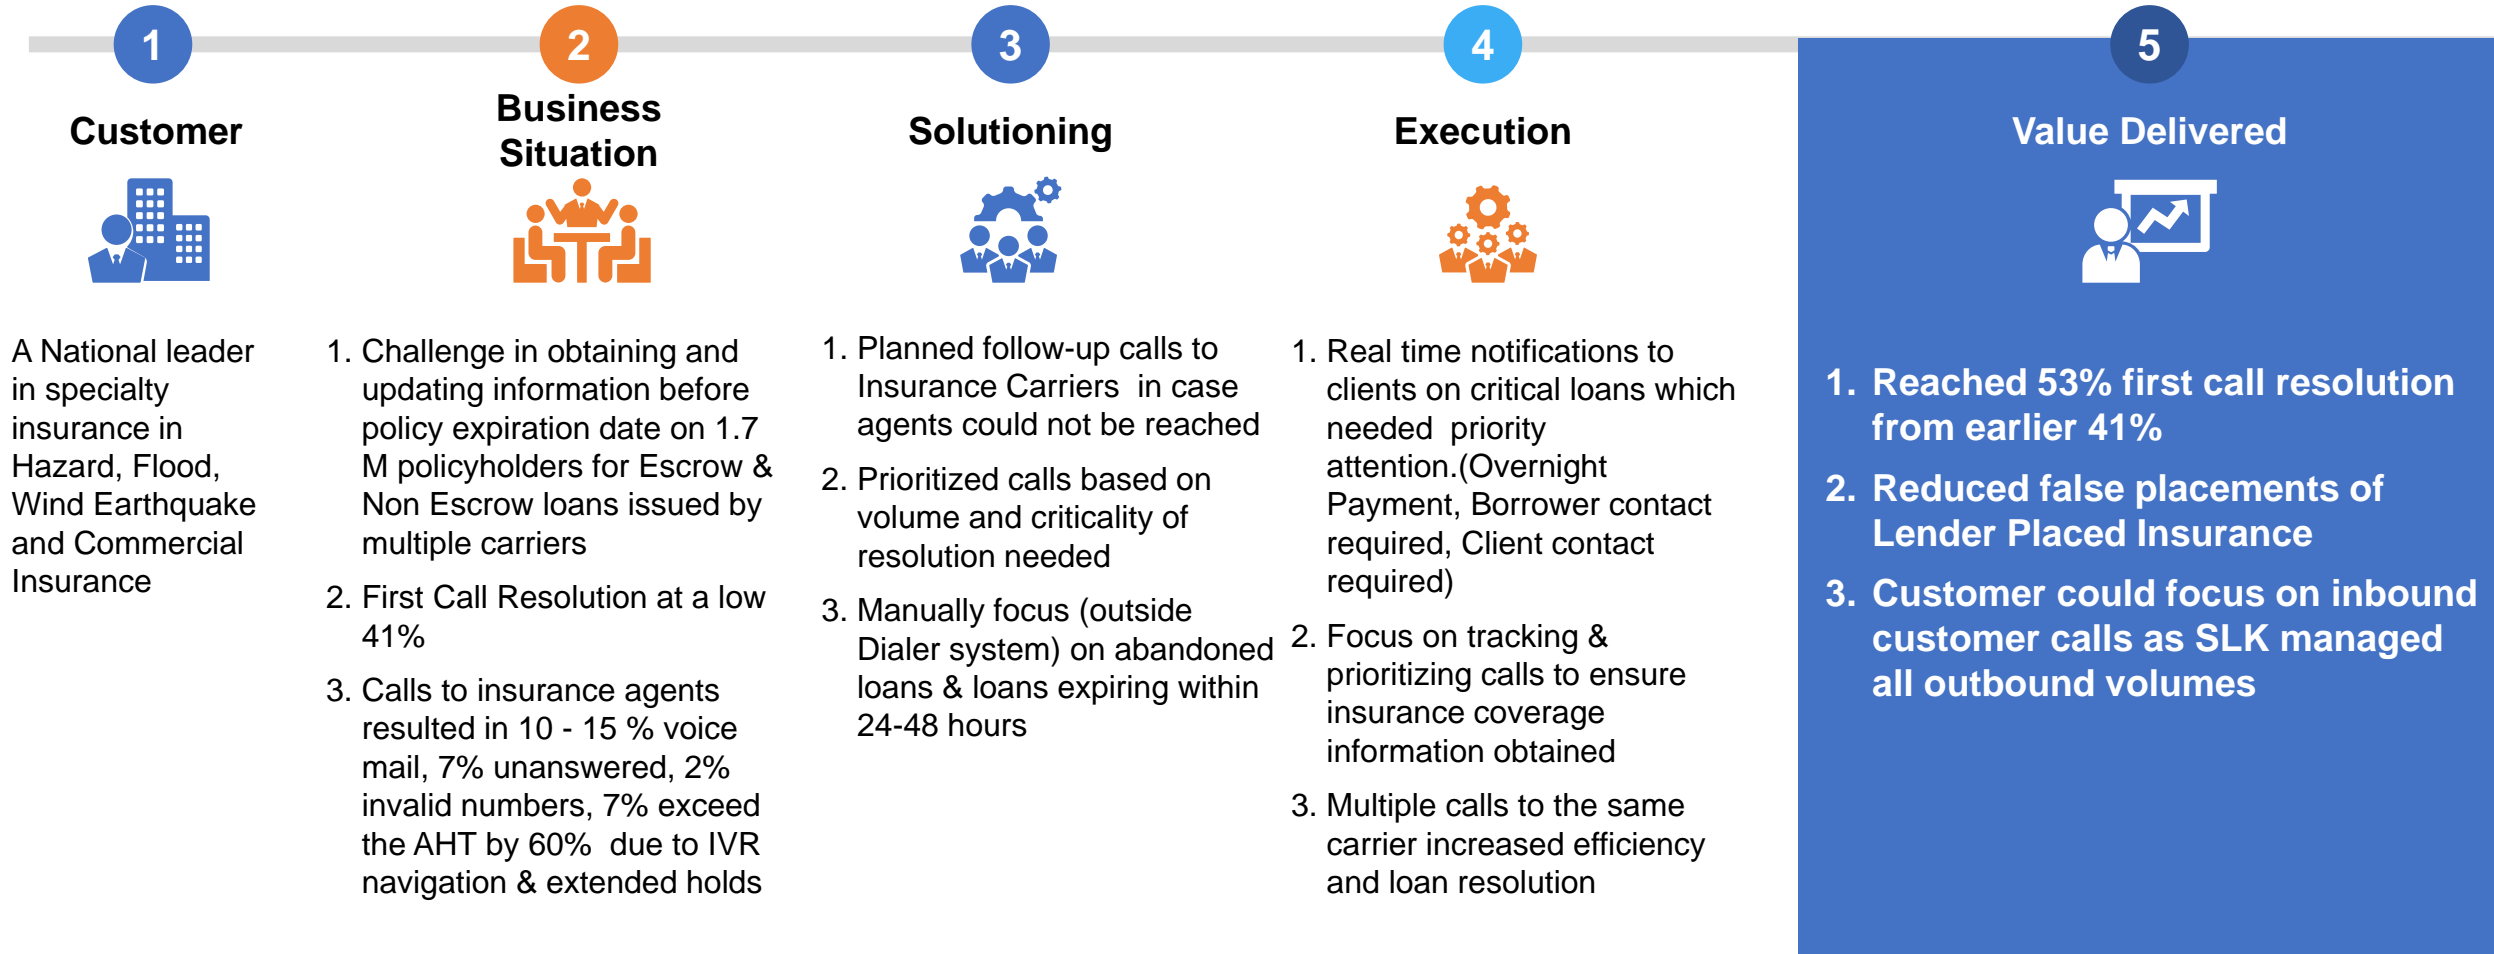 1
Customer
A National leader
in specialty
insurance in
Hazard, Flood,
Wind Earthquake
and Commercial
Insurance
2
Business
Situation
1. Challenge in obtaining and
updating information before
policy expiration date on 1.7
M policyholders for Escrow &
Non Escrow loans issued by
multiple carriers
2. First Call Resolution at a low
41%
3. Calls to insurance agents
resulted in 10 - 15 % voice
mail, 7% unanswered, 2%
invalid numbers, 7% exceed
the AHT by 60%  due to IVR
navigation & extended holds
3
Solutioning
1. Planned follow-up calls to
Insurance Carriers  in case
agents could not be reached
2. Prioritized calls based on
volume and criticality of
resolution needed
3. Manually focus (outside
Dialer system) on abandoned
loans & loans expiring within
24-48 hours
4
Execution
1. Real time notifications to
clients on critical loans which
needed  priority
attention.(Overnight
Payment, Borrower contact
required, Client contact
required)
2. Focus on tracking &
prioritizing calls to ensure
insurance coverage
information obtained
3. Multiple calls to the same
carrier increased efficiency
and loan resolution
5
Value Delivered
1. Reached 53% first call resolution
from earlier 41%
2. Reduced false placements of
Lender Placed Insurance
3. Customer could focus on inbound
customer calls as SLK managed
all outbound volumes